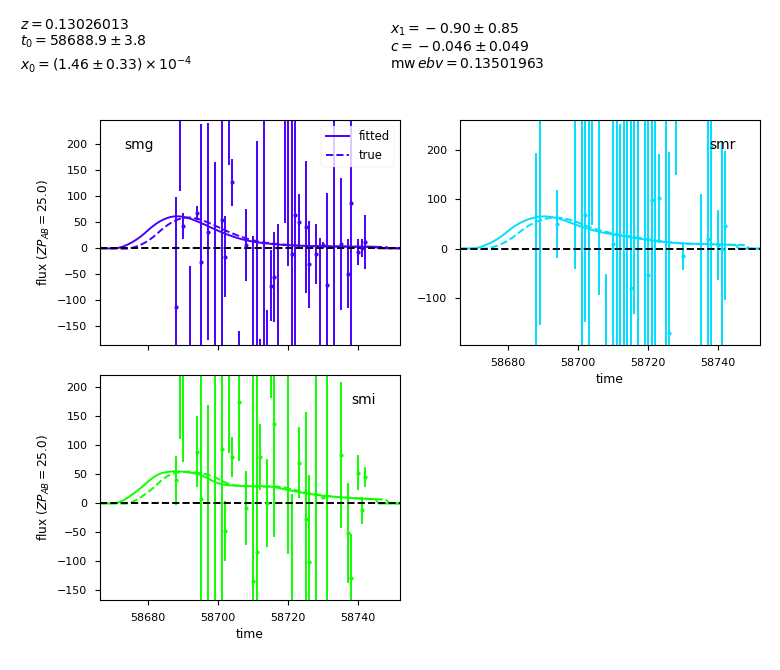 z = 0.13026013
t₀ = 58688.9 ± 3.8
x₀ = (1.46 ± 0.33) × 10⁻⁴
x₁ = −0.90 ± 0.85
c = −0.046 ± 0.049
mwebv = 0.13501963
smg
fitted
true
200
150
100
50
0
−50
−100
−150
flux (ZP_AB = 25.0)
smr
200
100
0
−100
58680 58700 58720 58740
time
smi
200
150
100
50
0
−50
−100
−150
flux (ZP_AB = 25.0)
58680 58700 58720 58740
time